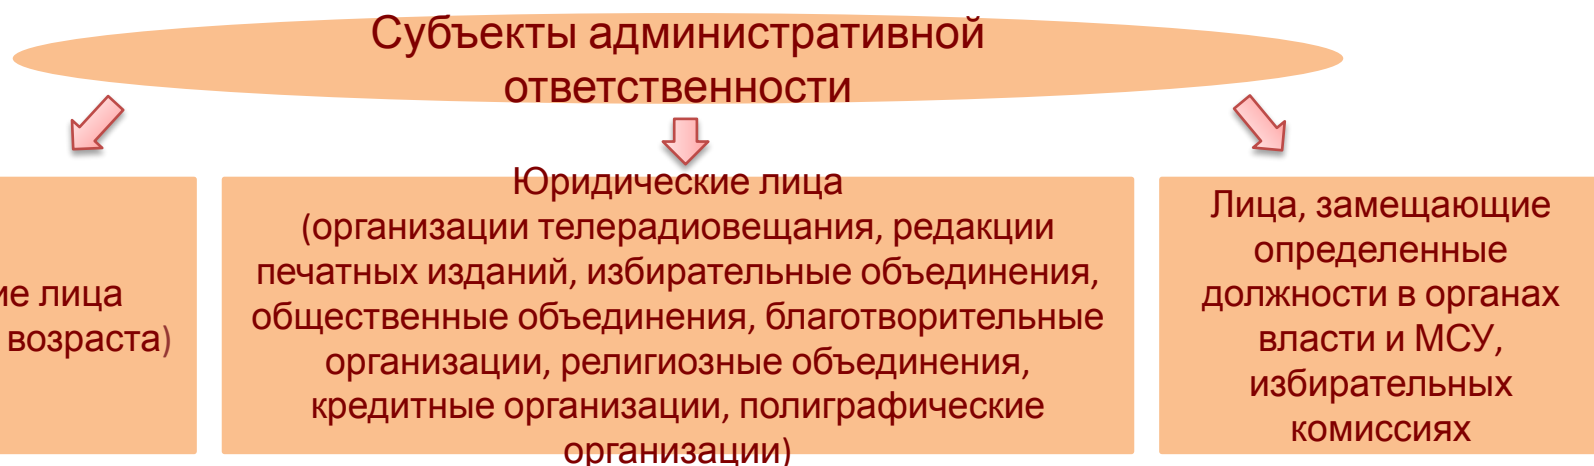 Субъекты административной
ответственности
лица
возраста)
Юридические лица
(организации телерадиовещания, редакции
печатных изданий, избирательные объединения,
общественные объединения, благотворительные
организации, религиозные объединения,
кредитные организации, полиграфические
организации)
Лица, замещающие
определенные
должности в органах
власти и МСУ,
избирательных
комиссиях